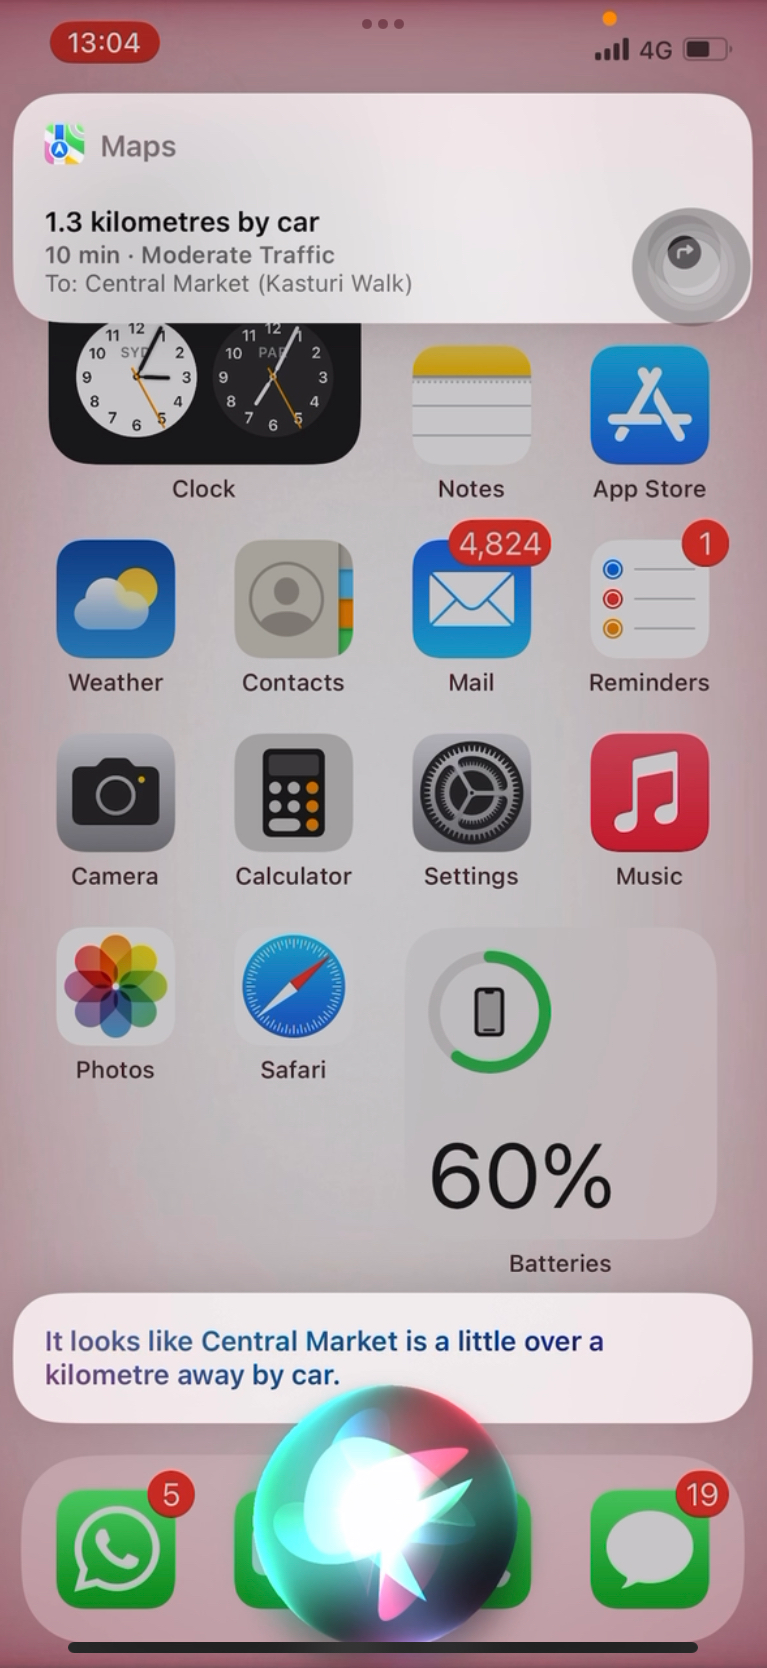 13:04
4G
Maps
1.3 kilometres by car
10 min · Moderate Traffic
To: Central Market (Kasturi Walk)
11 12 1
10 SYD 2
9 3
8 4
7 6 5
11 12 1
10 PAR 2
9 3
8 4
7 6 5
Clock
Notes
App Store
4,824
1
Weather
Contacts
Mail
Reminders
Camera
Calculator
Settings
Music
Photos
Safari
60%
Batteries
It looks like Central Market is a little over a
kilometre away by car.
5
19